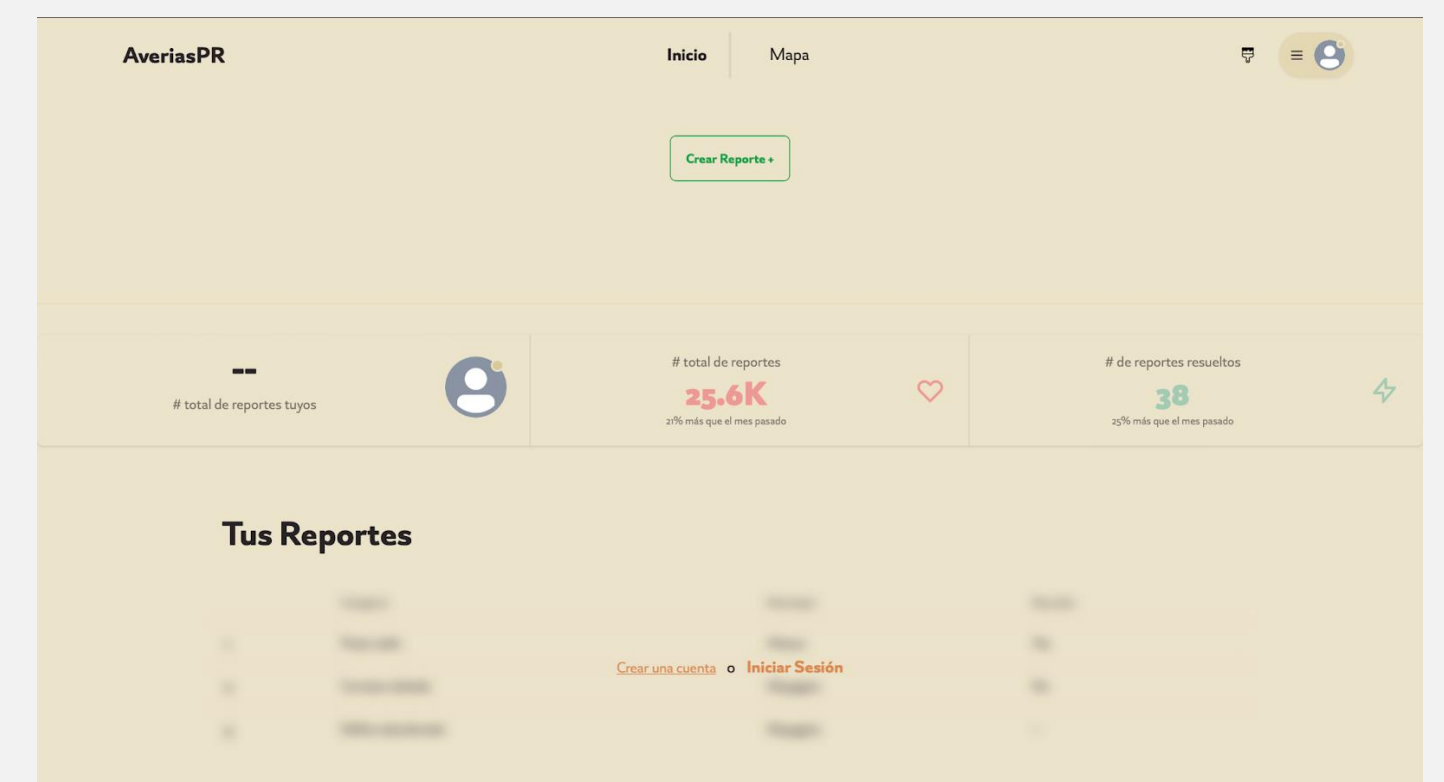 AveriasPR
Inicio
Mapa
Crear Reporte +
--
# total de reportes tuyos
# total de reportes
25.6K
21% más que el mes pasado
# de reportes resueltos
38
25% más que el mes pasado
Tus Reportes
Crear una cuenta o Iniciar Sesión